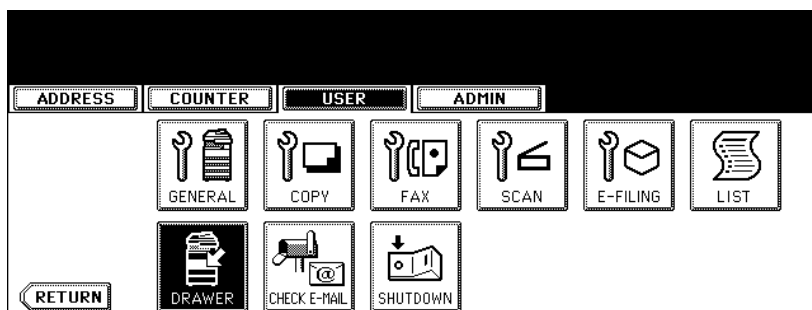 ADDRESS COUNTER USER ADMIN
GENERAL COPY FAX SCAN E-FILING LIST
DRAWER CHECK E-MAIL SHUTDOWN
RETURN